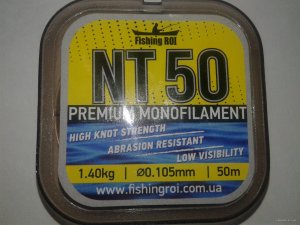 Fishing ROI
NT 50
PREMIUM MONOFILAMENT
HIGH KNOT STRENGTH
ABRASION RESISTANT
LOW VISIBILITY
1.40kg | Ø0.105mm | 50m
www.fishingroi.com.ua